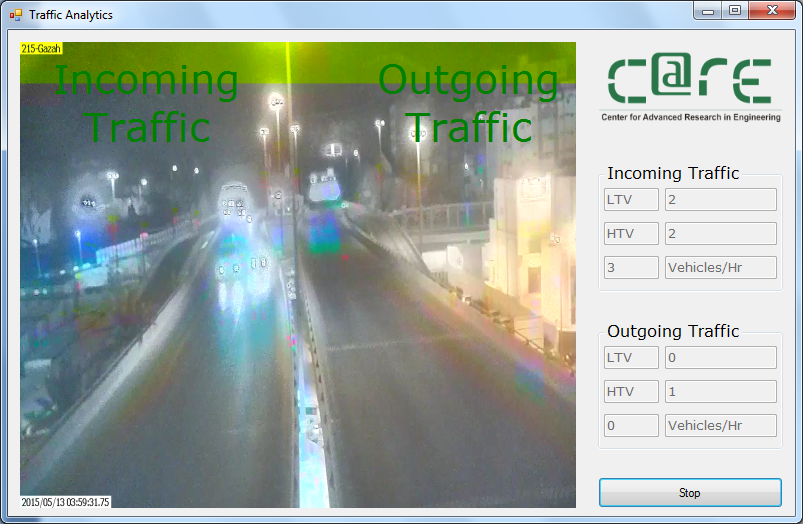 Traffic Analytics
215-Gazah
Incoming Traffic
Outgoing Traffic
2015/05/13 03:59:31.75
c@re
Center for Advanced Research in Engineering
Incoming Traffic
LTV 2
HTV 2
3 Vehicles/Hr
Outgoing Traffic
LTV 0
HTV 1
0 Vehicles/Hr
Stop